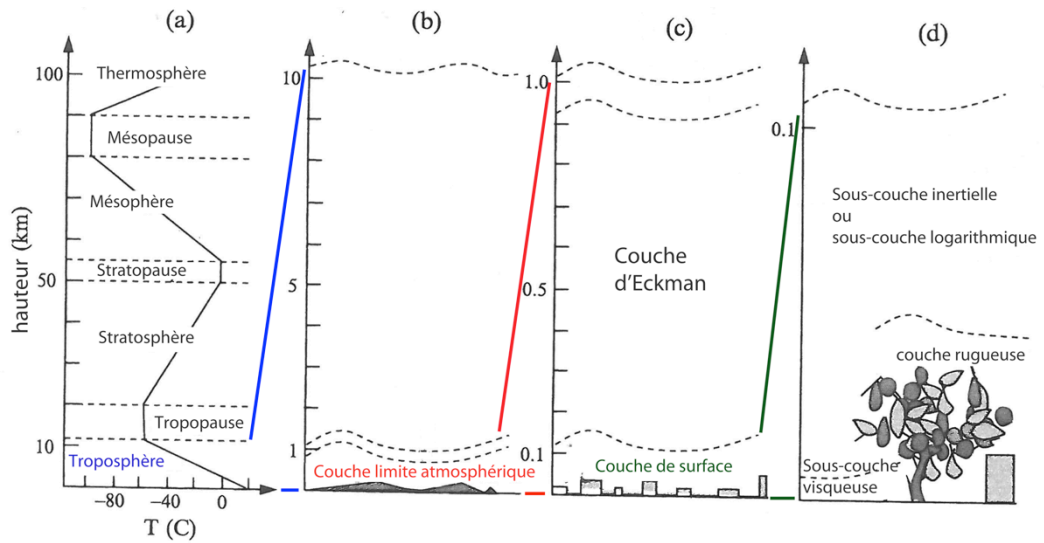 (a)
(b)
(c)
(d)
hauteur (km)
100
50
10
Thermosphère
Mésopause
Mésophère
Stratopause
Stratosphère
Tropopause
Troposphère
−80
−40
0
T (C)
10
5
1
Couche limite atmosphérique
1.0
0.5
0.1
Couche
d'Eckman
Couche de surface
0.1
Sous-couche inertielle
ou
sous-couche logarithmique
couche rugueuse
Sous-couche
visqueuse